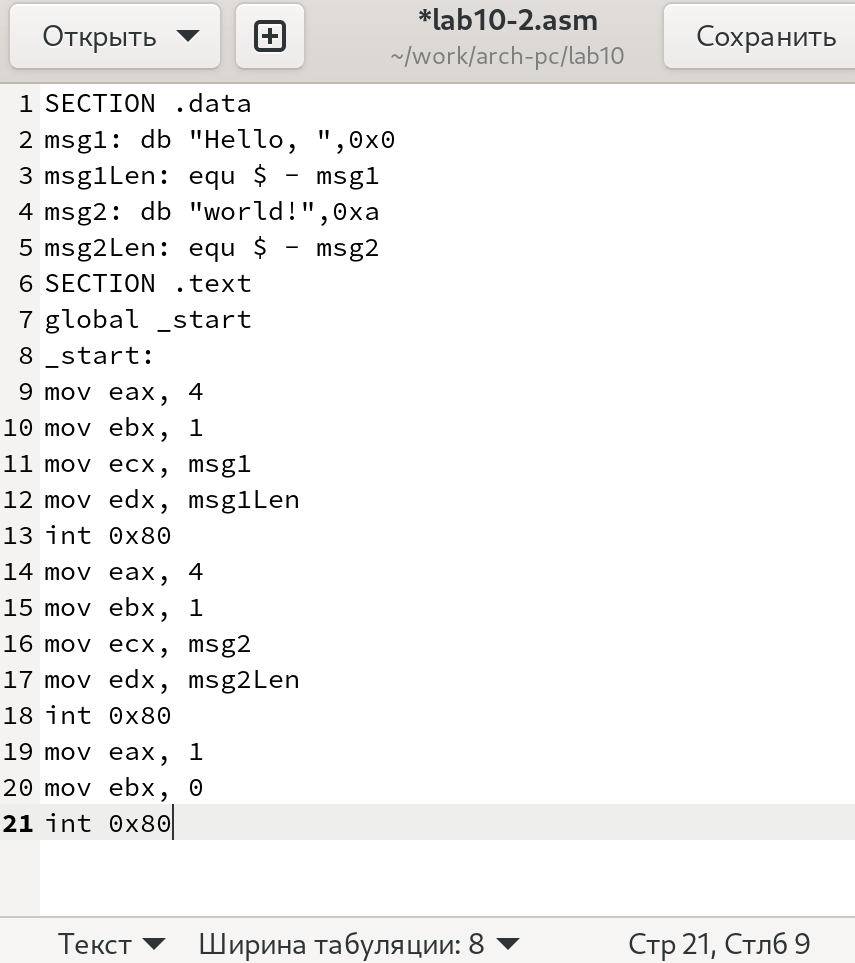 Открыть
*lab10-2.asm
~/work/arch-pc/lab10
Сохранить
1 SECTION .data
2 msg1: db "Hello, ",0x0
3 msg1Len: equ $ - msg1
4 msg2: db "world!",0xa
5 msg2Len: equ $ - msg2
6 SECTION .text
7 global _start
8 _start:
9 mov eax, 4
10 mov ebx, 1
11 mov ecx, msg1
12 mov edx, msg1Len
13 int 0x80
14 mov eax, 4
15 mov ebx, 1
16 mov ecx, msg2
17 mov edx, msg2Len
18 int 0x80
19 mov eax, 1
20 mov ebx, 0
21 int 0x80
Текст Ширина табуляции: 8 Стр 21, Стлб 9